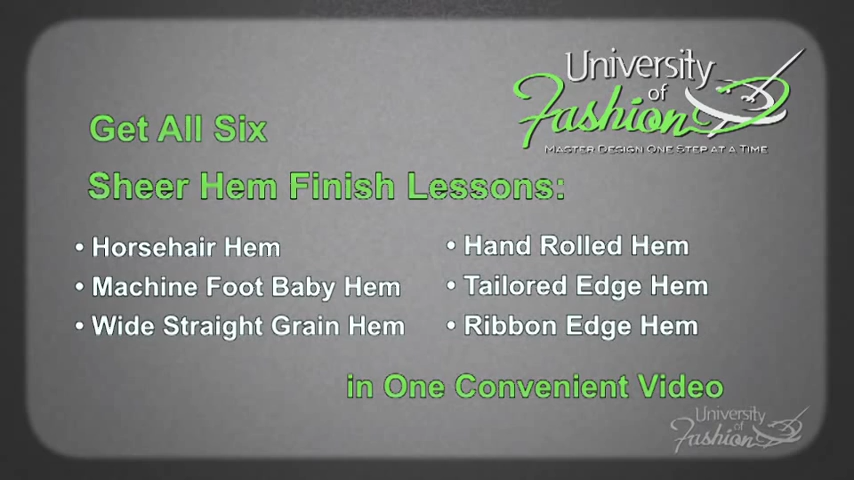 University
of
Fashion
MASTER DESIGN ONE STEP AT A TIME
Get All Six
Sheer Hem Finish Lessons:
• Horsehair Hem
• Machine Foot Baby Hem
• Wide Straight Grain Hem
• Hand Rolled Hem
• Tailored Edge Hem
• Ribbon Edge Hem
in One Convenient Video
University
of
Fashion